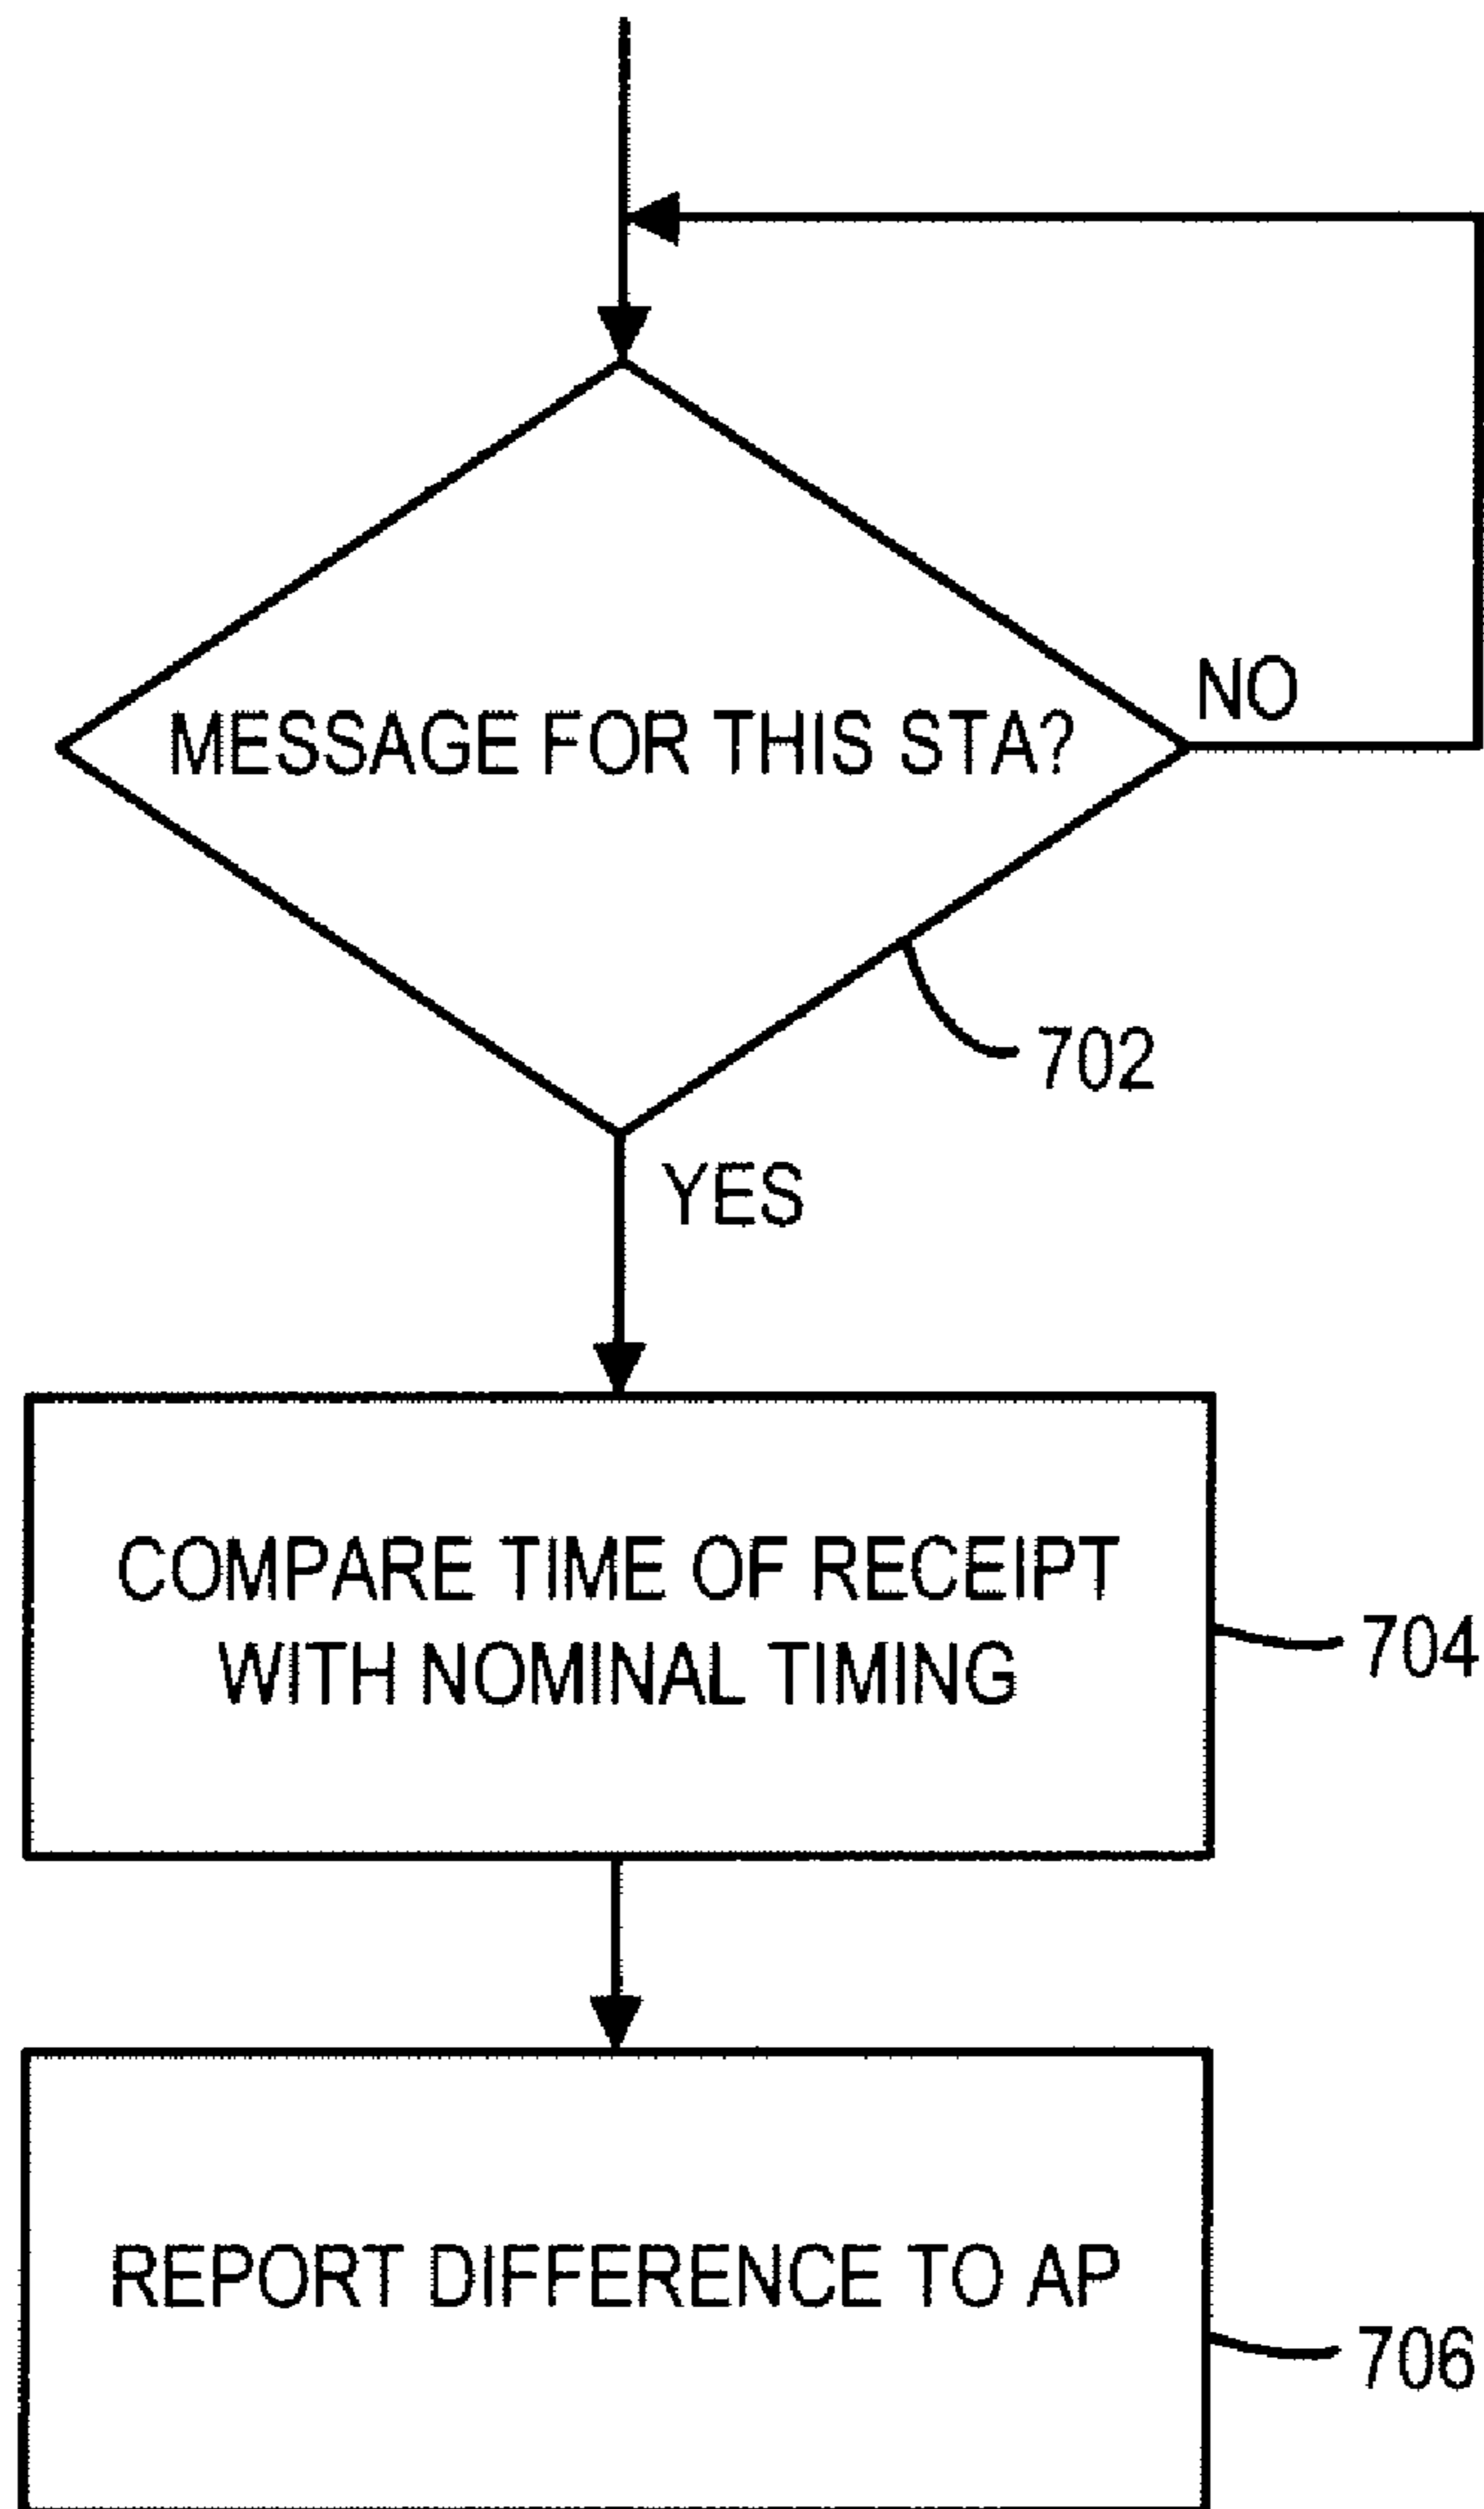 NO
MESSAGE FOR THIS STA?
702
YES
COMPARE TIME OF RECEIPT
WITH NOMINAL TIMING
704
REPORT DIFFERENCE TO AP
706